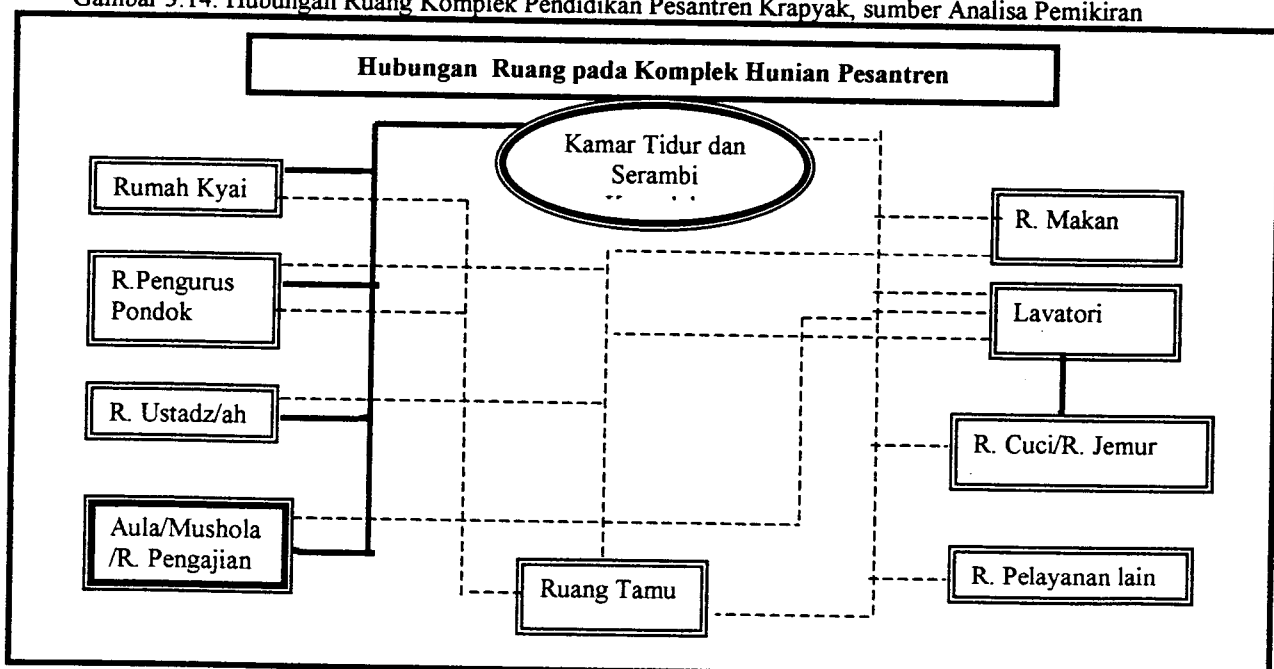 Gambar 3.14. Hubungan Ruang Komplek Pendidikan Pesantren Krapyak, sumber Analisa Pemikiran
Hubungan Ruang pada Komplek Hunian Pesantren
Kamar Tidur dan
Serambi
Rumah Kyai
R. Makan
R.Pengurus
Pondok
Lavatori
R. Ustadz/ah
R. Cuci/R. Jemur
Aula/Mushola
/R. Pengajian
Ruang Tamu
R. Pelayanan lain